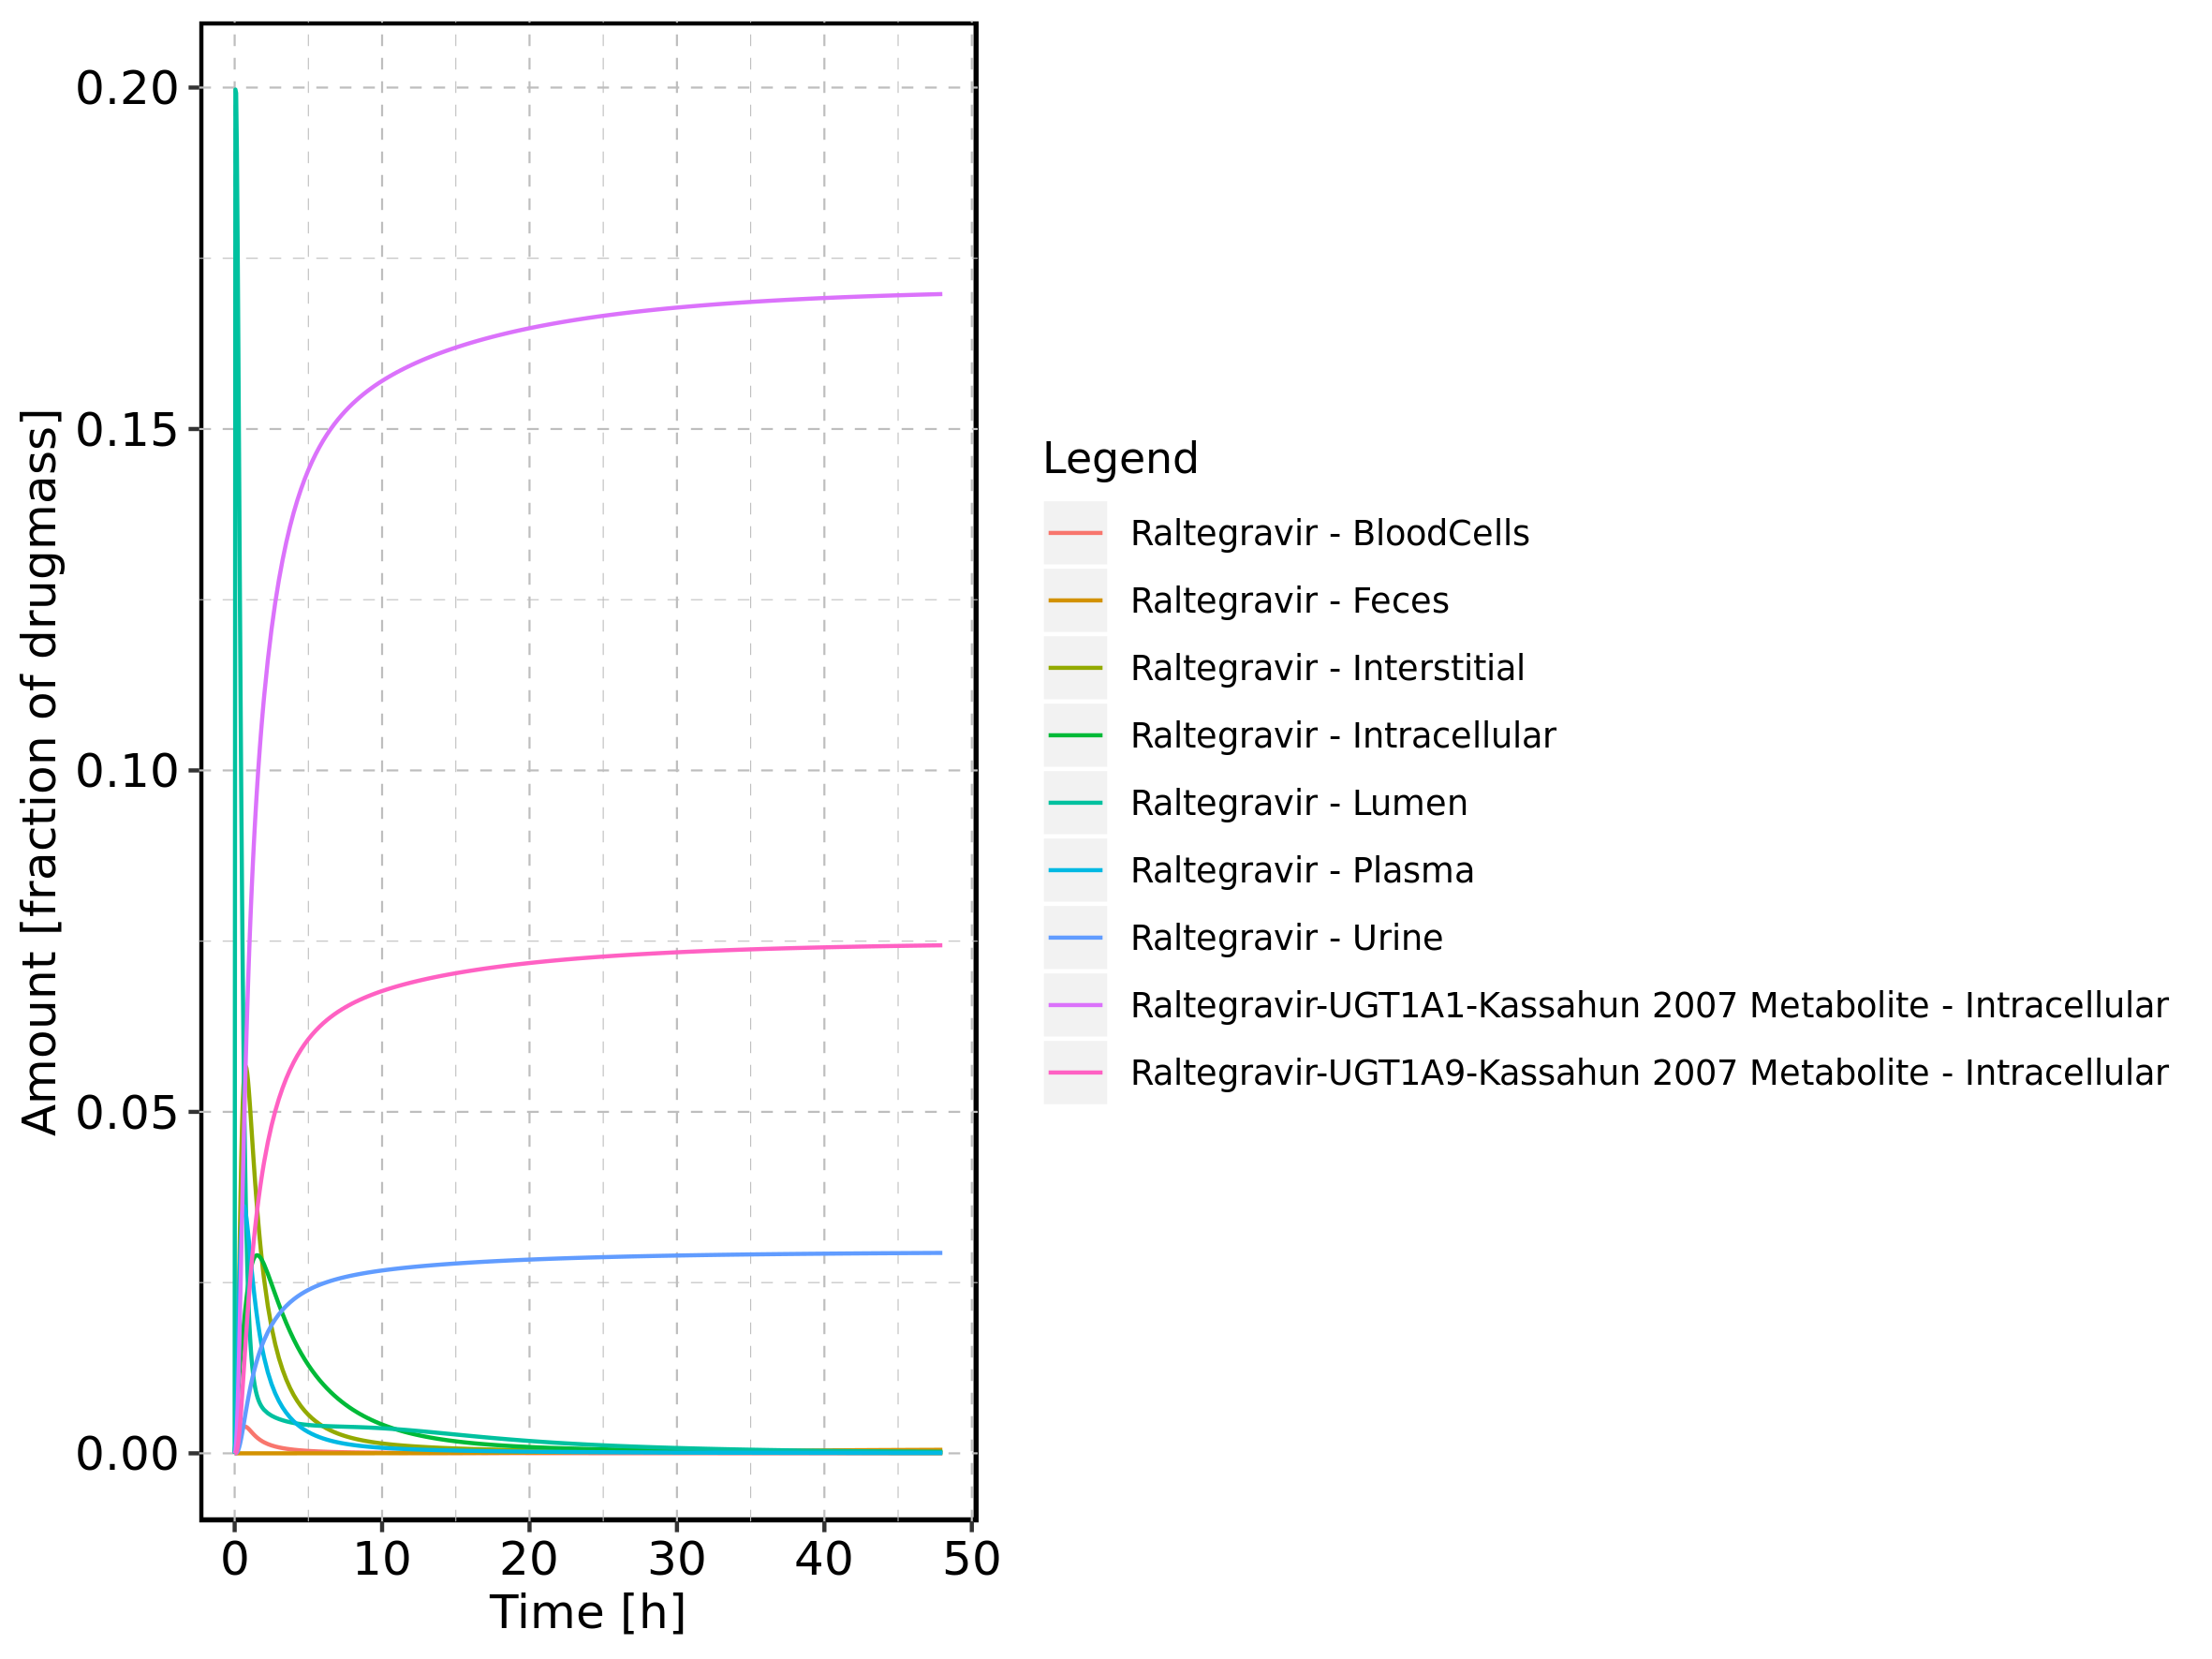 Amount [fraction of drugmass]
0.20
0.15
0.10
0.05
0.00
0 10 20 30 40 50
Time [h]
Legend
Raltegravir - BloodCells
Raltegravir - Feces
Raltegravir - Interstitial
Raltegravir - Intracellular
Raltegravir - Lumen
Raltegravir - Plasma
Raltegravir - Urine
Raltegravir-UGT1A1-Kassahun 2007 Metabolite - Intracellular
Raltegravir-UGT1A9-Kassahun 2007 Metabolite - Intracellular